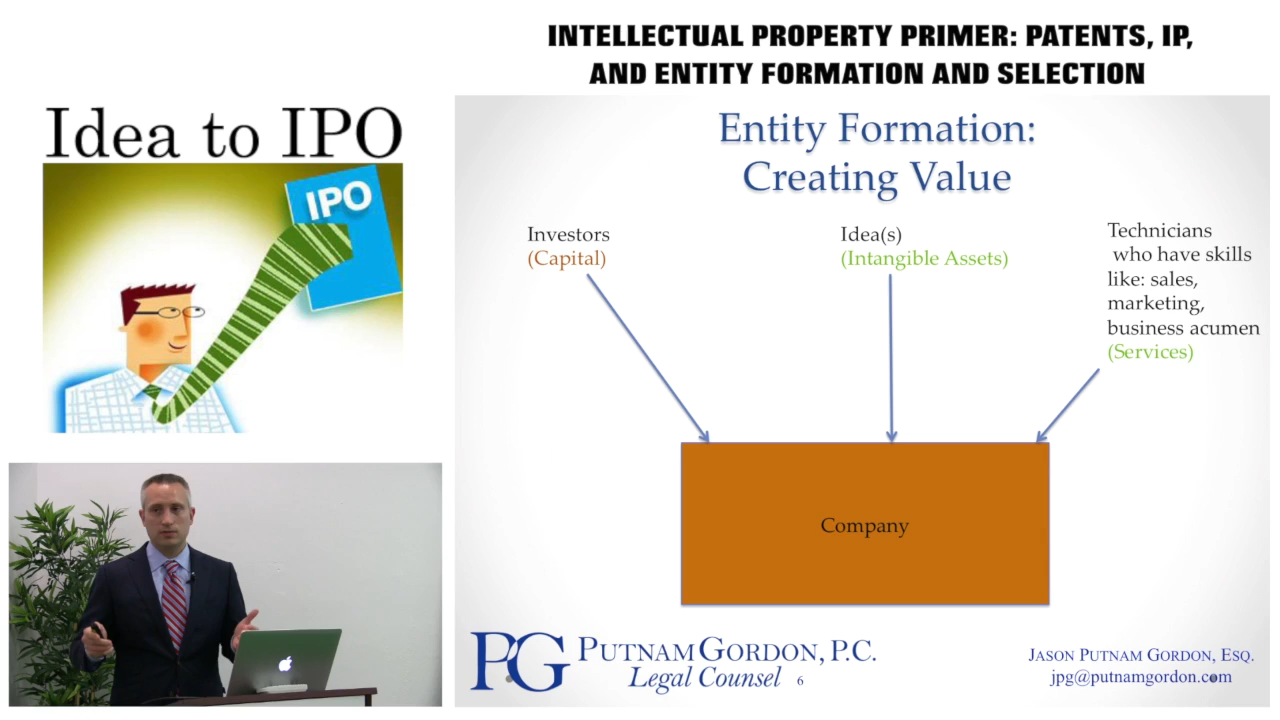 INTELLECTUAL PROPERTY PRIMER: PATENTS, IP,
AND ENTITY FORMATION AND SELECTION
Idea to IPO
IPO
Entity Formation:
Creating Value
Investors
(Capital)
Idea(s)
(Intangible Assets)
Technicians
who have skills
like: sales,
marketing,
business acumen
(Services)
Company
PG
PUTNAM GORDON, P.C.
Legal Counsel
6
JASON PUTNAM GORDON, ESQ.
jpg@putnamgordon.com